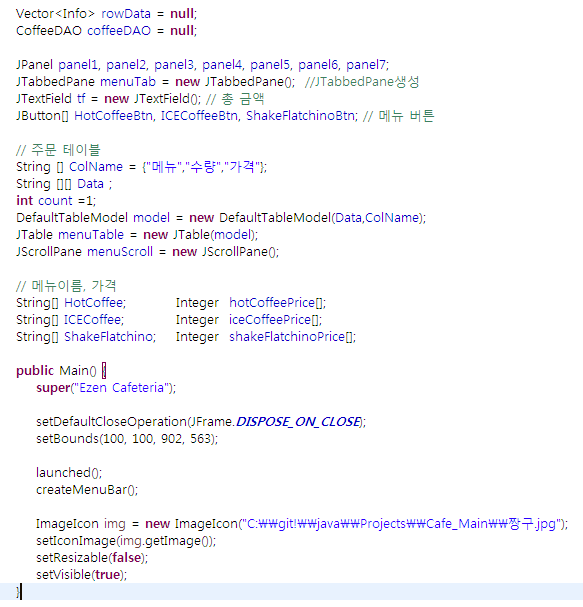 Vector<Info> rowData = null;
CoffeeDAO coffeeDAO = null;
JPanel panel1, panel2, panel3, panel4, panel5, panel6, panel7;
JTabbedPane menuTab = new JTabbedPane();  //JTabbedPane생성
JTextField tf = new JTextField(); // 총 금액
JButton[] HotCoffeeBtn, ICECoffeeBtn, ShakeFlatchinoBtn; // 메뉴 버튼
// 주문 테이블
String [] ColName = {"메뉴","수량","가격"};
String [][] Data ;
int count =1;
DefaultTableModel model = new DefaultTableModel(Data,ColName);
JTable menuTable = new JTable(model);
JScrollPane menuScroll = new JScrollPane();
// 메뉴이름, 가격
String[] HotCoffee;  Integer  hotCoffeePrice[];
String[] ICECoffee;  Integer  iceCoffeePrice[];
String[] ShakeFlatchino;  Integer  shakeFlatchinoPrice[];
public Main() {
super("Ezen Cafeteria");
setDefaultCloseOperation(JFrame.DISPOSE_ON_CLOSE);
setBounds(100, 100, 902, 563);
launched();
createMenuBar();
ImageIcon img = new ImageIcon("C:₩₩git!₩₩java₩₩Projects₩₩Cafe_Main₩₩짱구.jpg");
setIconImage(img.getImage());
setResizable(false);
setVisible(true);
}